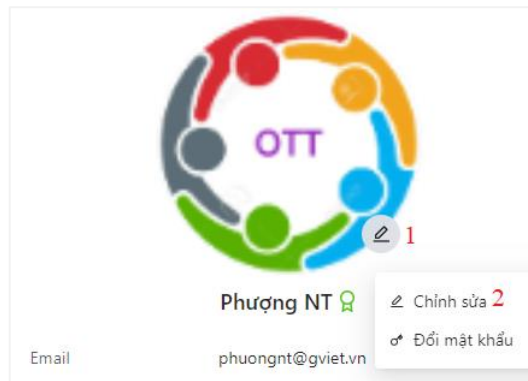 OTT
1
Phượng NT
Chỉnh sửa 2
Đổi mật khẩu
Email phuongnt@gviet.vn